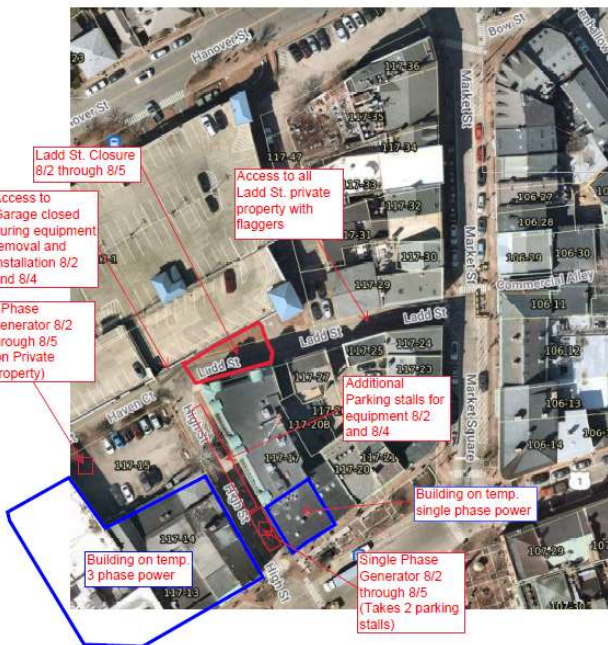 Hanover St
Bow St
117-36
Market St
117-35
Ladd St. Closure
8/2 through 8/5
117-47
117-34
Access to all
Ladd St. private
property with
flaggers
117-33
117-32
106-27
106-28
Access to
Garage closed
during equipment
removal and
installation 8/2
and 8/4
117-31
117-30
Market St
106-29
106-30
117-29
Commercial Alley
106-11
Phase
Generator 8/2
through 8/5
on Private
property)
Ladd St
Ladd St
Ladd St
117-25
117-24
106-12
117-27
117-23
Haven Ct
High St
Additional
Parking stalls for
equipment 8/2
and 8/4
117-20B
Market Square
106-13
106-14
117-15
117-17
117-20
117-21
High St
Building on temp.
single phase power
1
117-14
Building on temp.
3 phase power
117-13
High St
Single Phase
Generator 8/2
through 8/5
(Takes 2 parking
stalls)
107-29
107-30